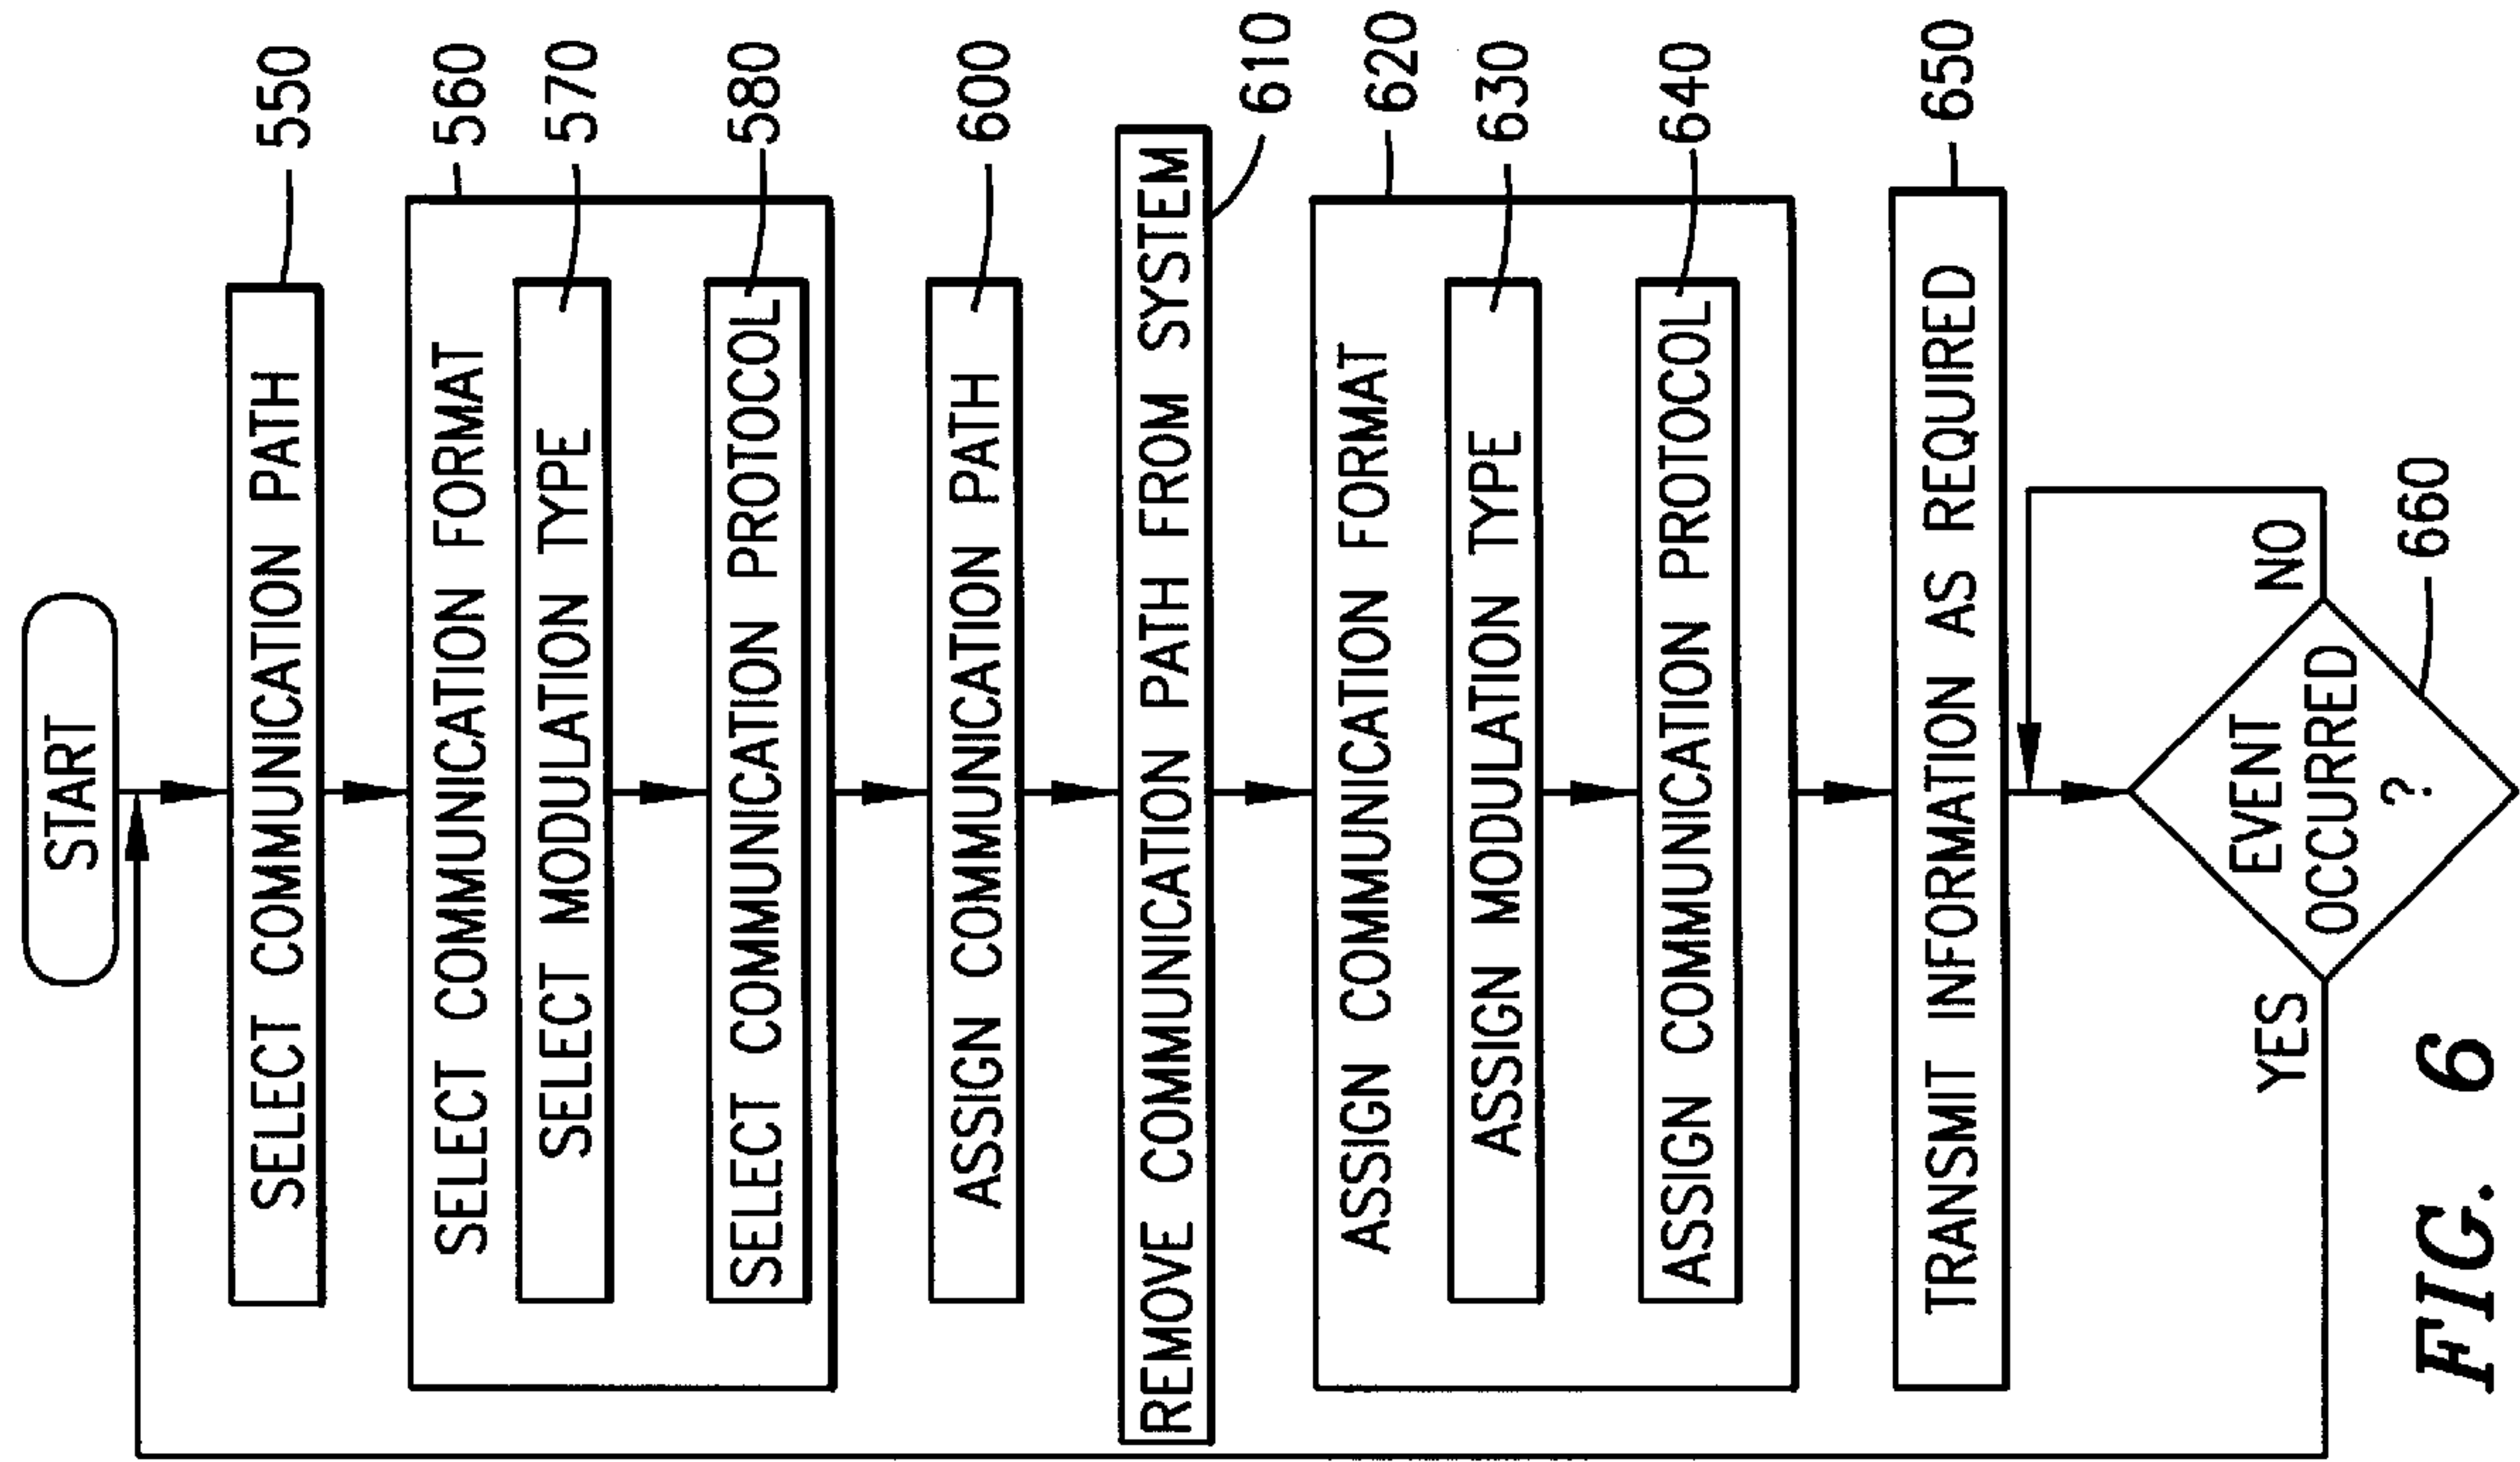 START
SELECT COMMUNICATION PATH
550
SELECT COMMUNICATION FORMAT
560
SELECT MODULATION TYPE
570
SELECT COMMUNICATION PROTOCOL
580
ASSIGN COMMUNICATION PATH
600
REMOVE COMMUNICATION PATH FROM SYSTEM
610
ASSIGN COMMUNICATION FORMAT
620
ASSIGN MODULATION TYPE
630
ASSIGN COMMUNICATION PROTOCOL
640
TRANSMIT INFORMATION AS REQUIRED
650
EVENT
OCCURRED
?
660
YES
NO
FIG. 6